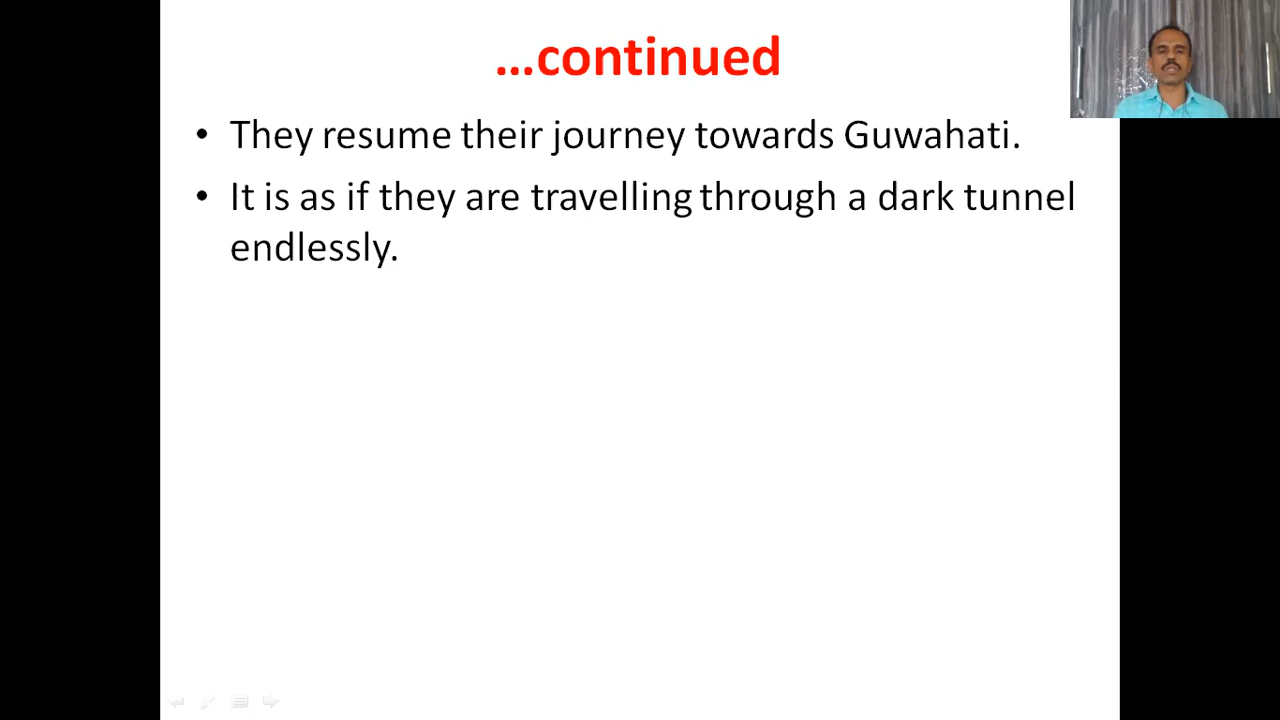 ...continued
• They resume their journey towards Guwahati.
• It is as if they are travelling through a dark tunnel
endlessly.